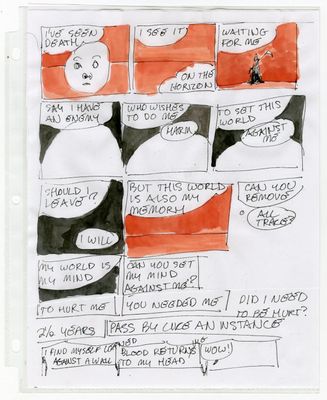 I'VE SEEN
DEATH
I SEE IT
ON THE
HORIZON
WAITING
FOR ME
SAY I HAVE
AN ENEMY
WHO WISHES
TO DO ME
HARM
TO SET THIS
WORLD
AGAINST
ME
SHOULD I
LEAVE?
I WILL
BUT THIS WORLD
IS ALSO MY
MEMORY
CAN YOU
REMOVE
ALL
TRACE?
MY WORLD IS
MY MIND
CAN YOU SET
MY MIND
AGAINST ME?
TO HURT ME
YOU NEEDED ME
DID I NEED
TO BE HURT?
2½ YEARS
PASS BY LIKE AN INSTANCE
I FIND MYSELF
AGAINST A WALL
BLOOD RETURNS
TO MY HEAD
WOW!!